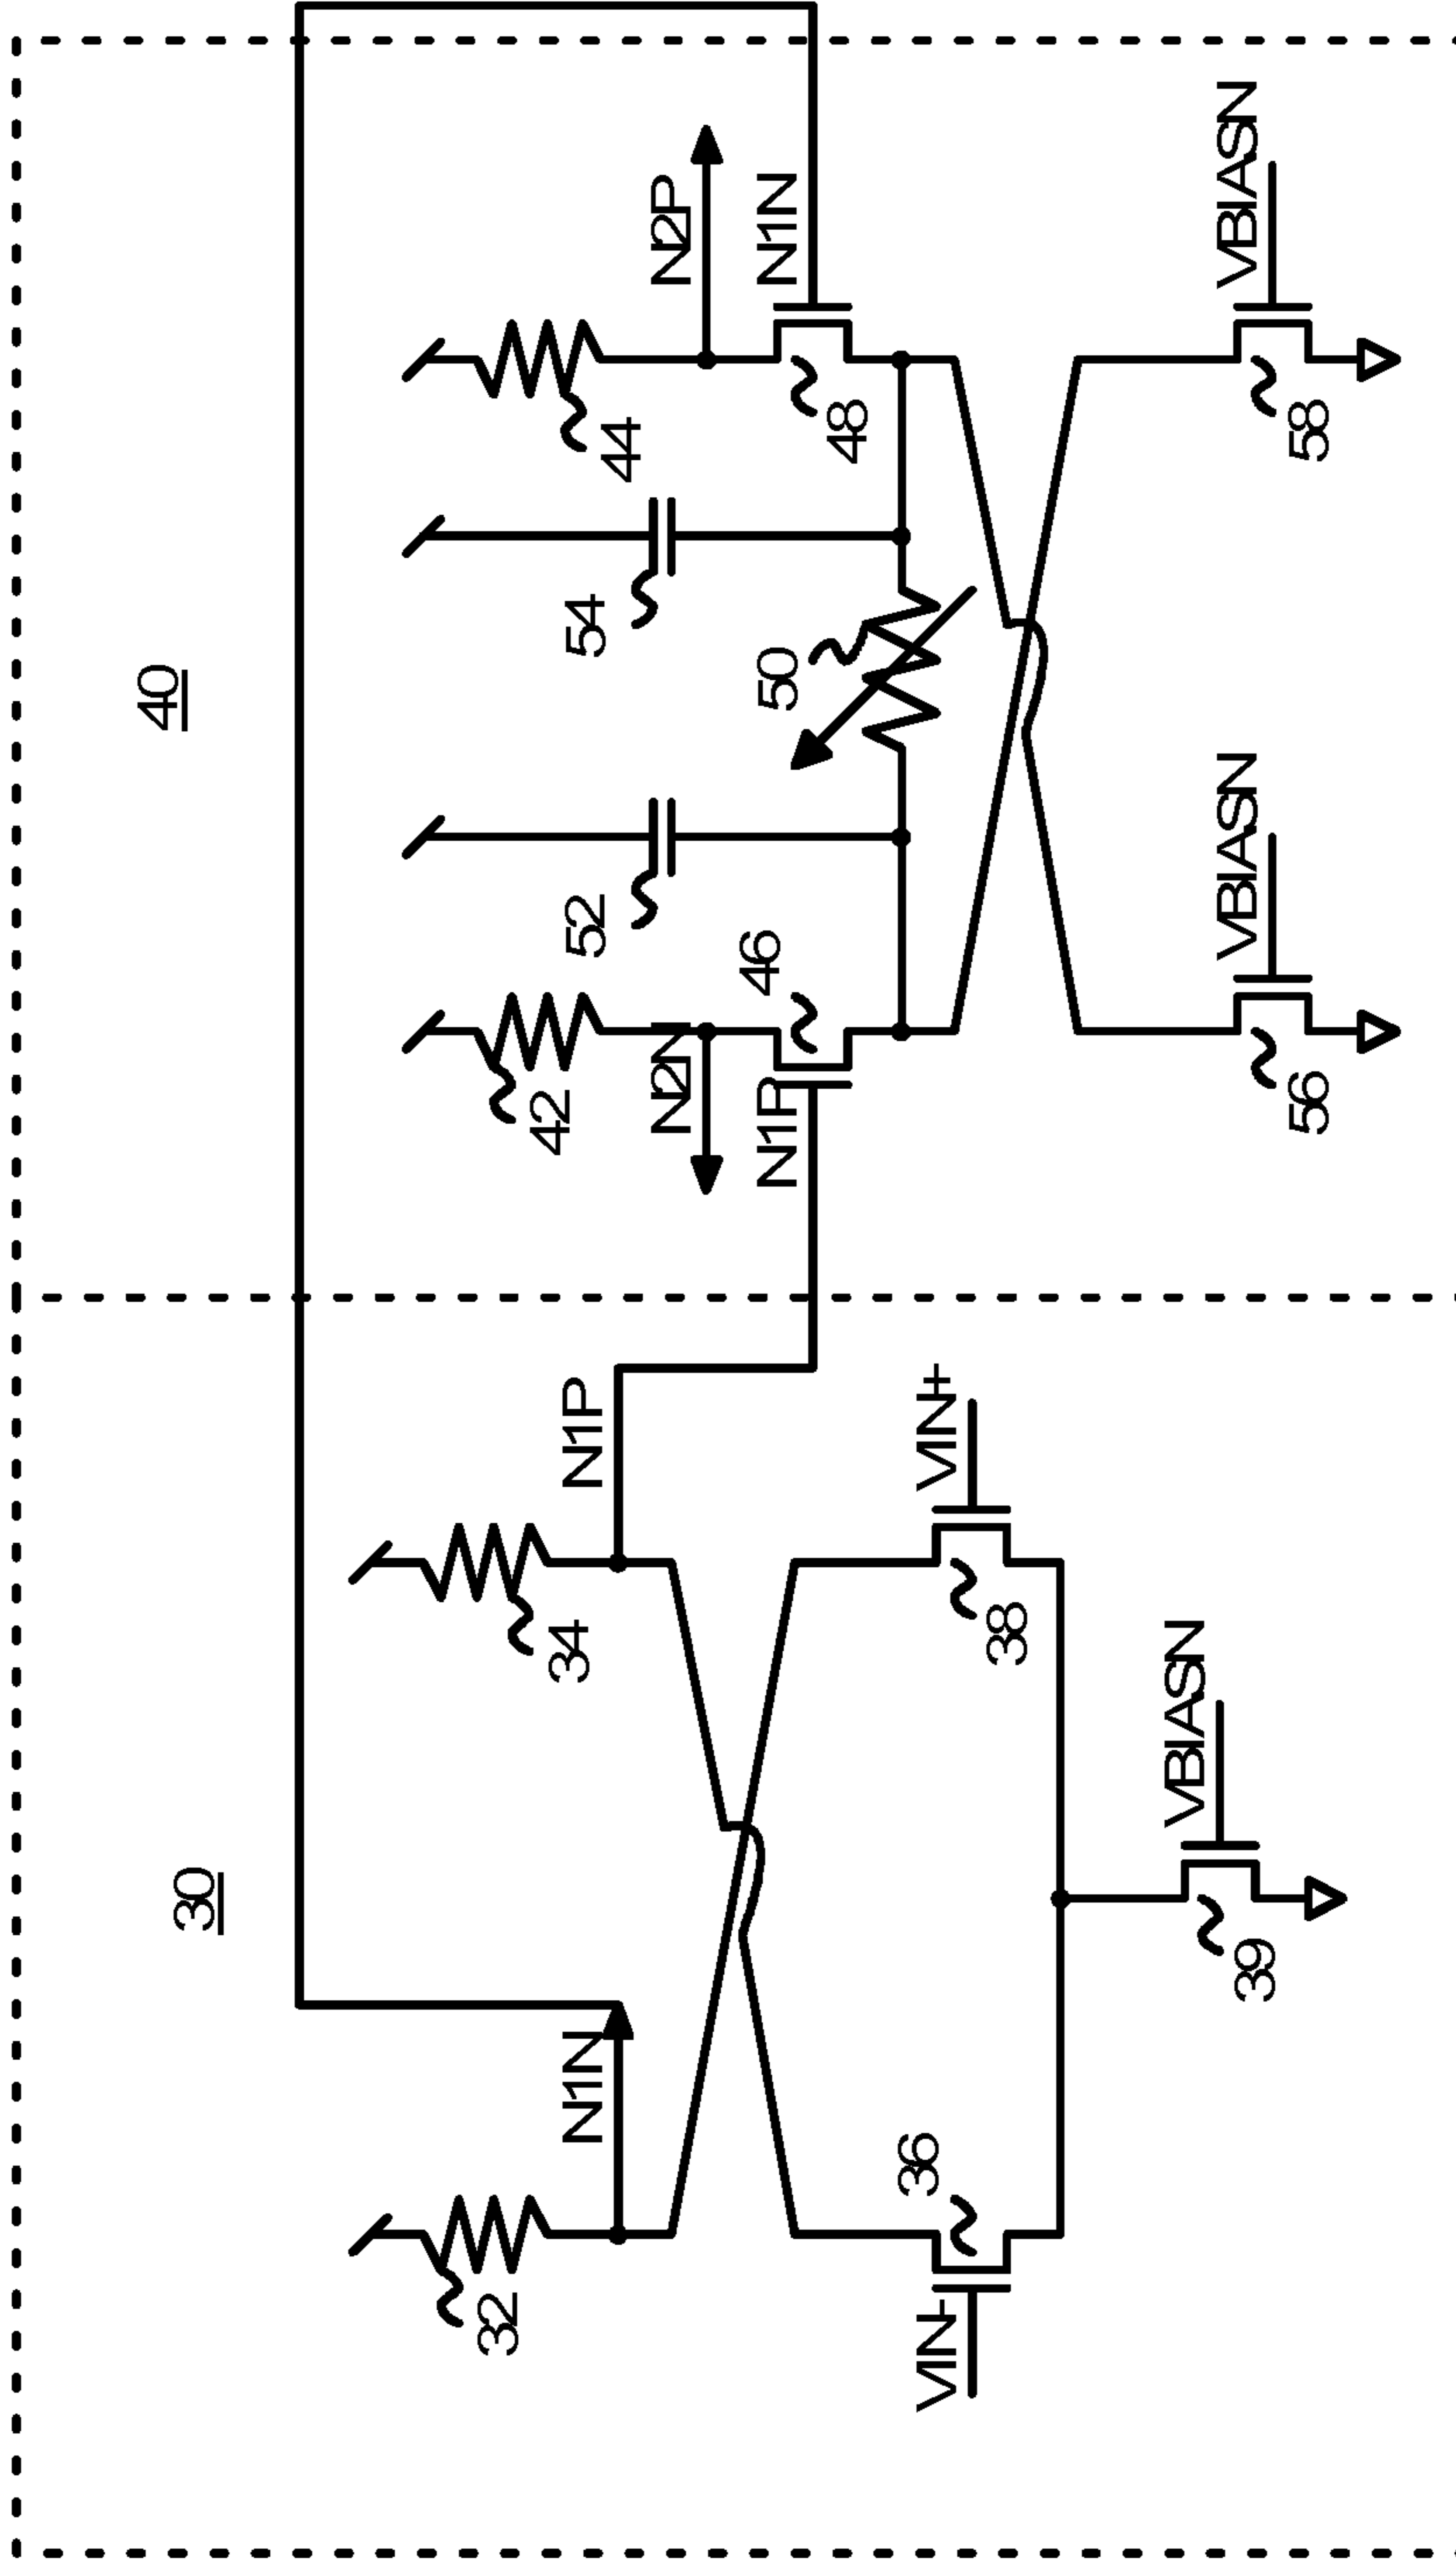 30
40
32
N1N
34
N1P
42
N2N
N1P
46
52
54
50
44
N2P
N1N
48
VIN-
36
38
VIN+
39
VBIASN
56
VBIASN
58
VBIASN